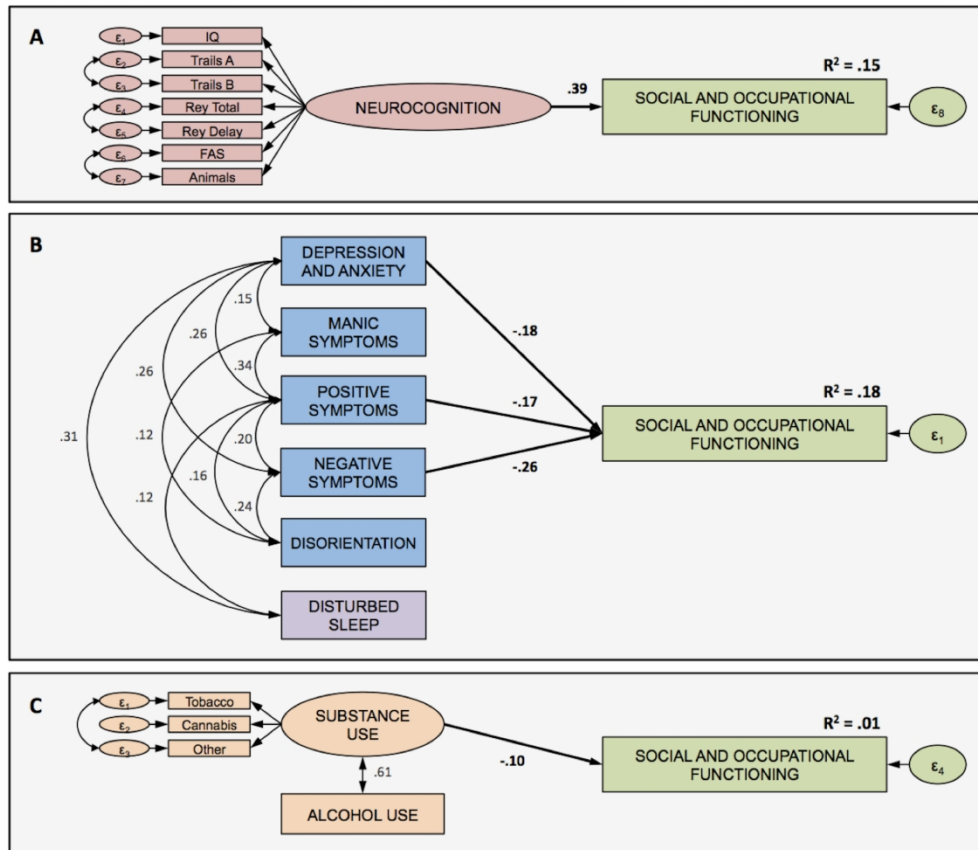 A
ε1
IQ
ε2
Trails A
ε3
Trails B
ε4
Rey Total
ε5
Rey Delay
ε6
FAS
ε7
Animals
NEUROCOGNITION
.39
R² = .15
SOCIAL AND OCCUPATIONAL
FUNCTIONING
ε8
B
DEPRESSION
AND ANXIETY
MANIC
SYMPTOMS
POSITIVE
SYMPTOMS
NEGATIVE
SYMPTOMS
DISORIENTATION
DISTURBED
SLEEP
.15
.26
.34
.26
.31
.12
.20
.16
.12
.24
-.18
-.17
-.26
R² = .18
SOCIAL AND OCCUPATIONAL
FUNCTIONING
ε1
C
ε1
Tobacco
ε2
Cannabis
ε3
Other
SUBSTANCE
USE
.61
ALCOHOL USE
-.10
R² = .01
SOCIAL AND OCCUPATIONAL
FUNCTIONING
ε4